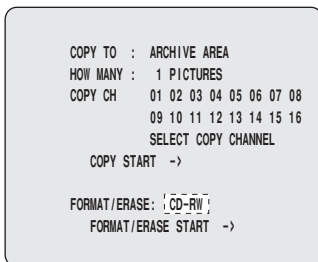 COPY TO : ARCHIVE AREA
HOW MANY : 1 PICTURES
COPY CH 01 02 03 04 05 06 07 08
09 10 11 12 13 14 15 16
SELECT COPY CHANNEL
COPY START ->
FORMAT/ERASE: CD-RW
FORMAT/ERASE START ->